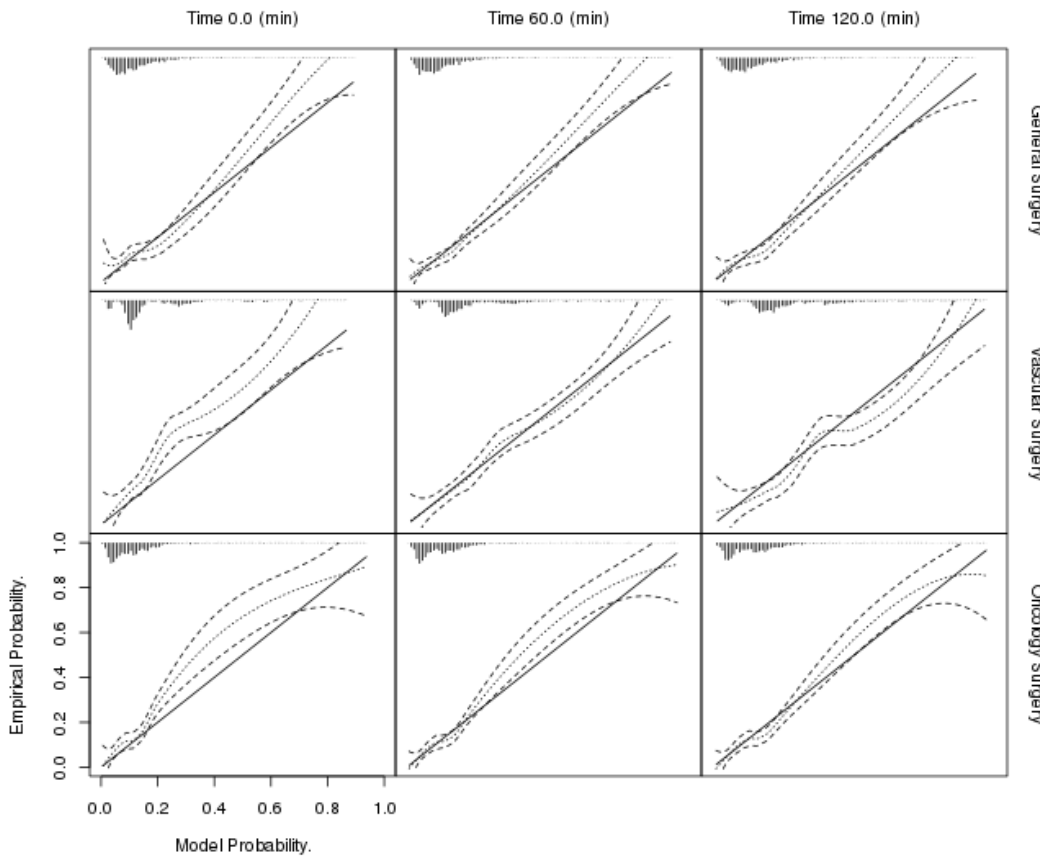 Time 0.0 (min)
Time 60.0 (min)
Time 120.0 (min)
General Surgery
Vascular Surgery
Oncology Surgery
Empirical Probability.
1.0
0.8
0.6
0.4
0.2
0.0
0.0 0.2 0.4 0.6 0.8 1.0
Model Probability.